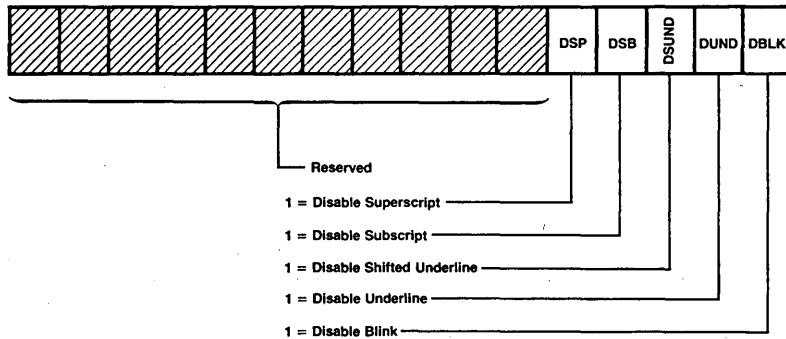 DSP DSB DSUND DUND DBLK
Reserved
1 = Disable Superscript
1 = Disable Subscript
1 = Disable Shifted Underline
1 = Disable Underline
1 = Disable Blink